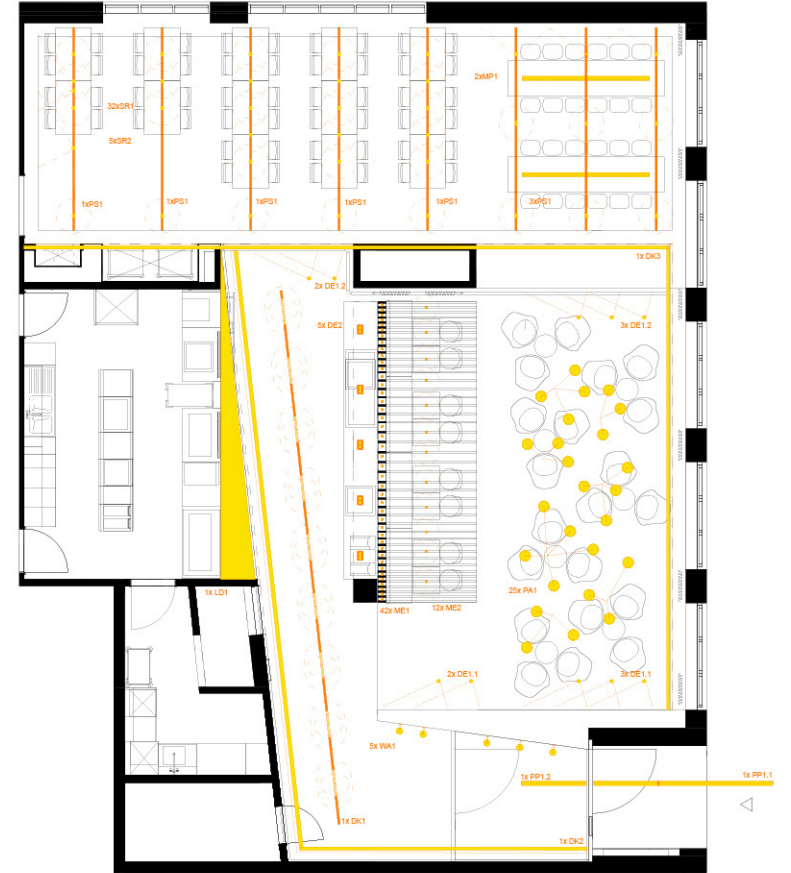 2xMP1
32xSR1
5xSR2
1xPS1
1xPS1
1xPS1
1xPS1
1xPS1
3xPS1
1x DK3
2x DE1.2
5x DE2
3x DE1.2
1x LD1
42x ME1
12x ME2
25x PA1
2x DE1.1
3x DE1.1
5x WA1
1x PP1.2
1x PP1.1
1x DK1
1x DK2